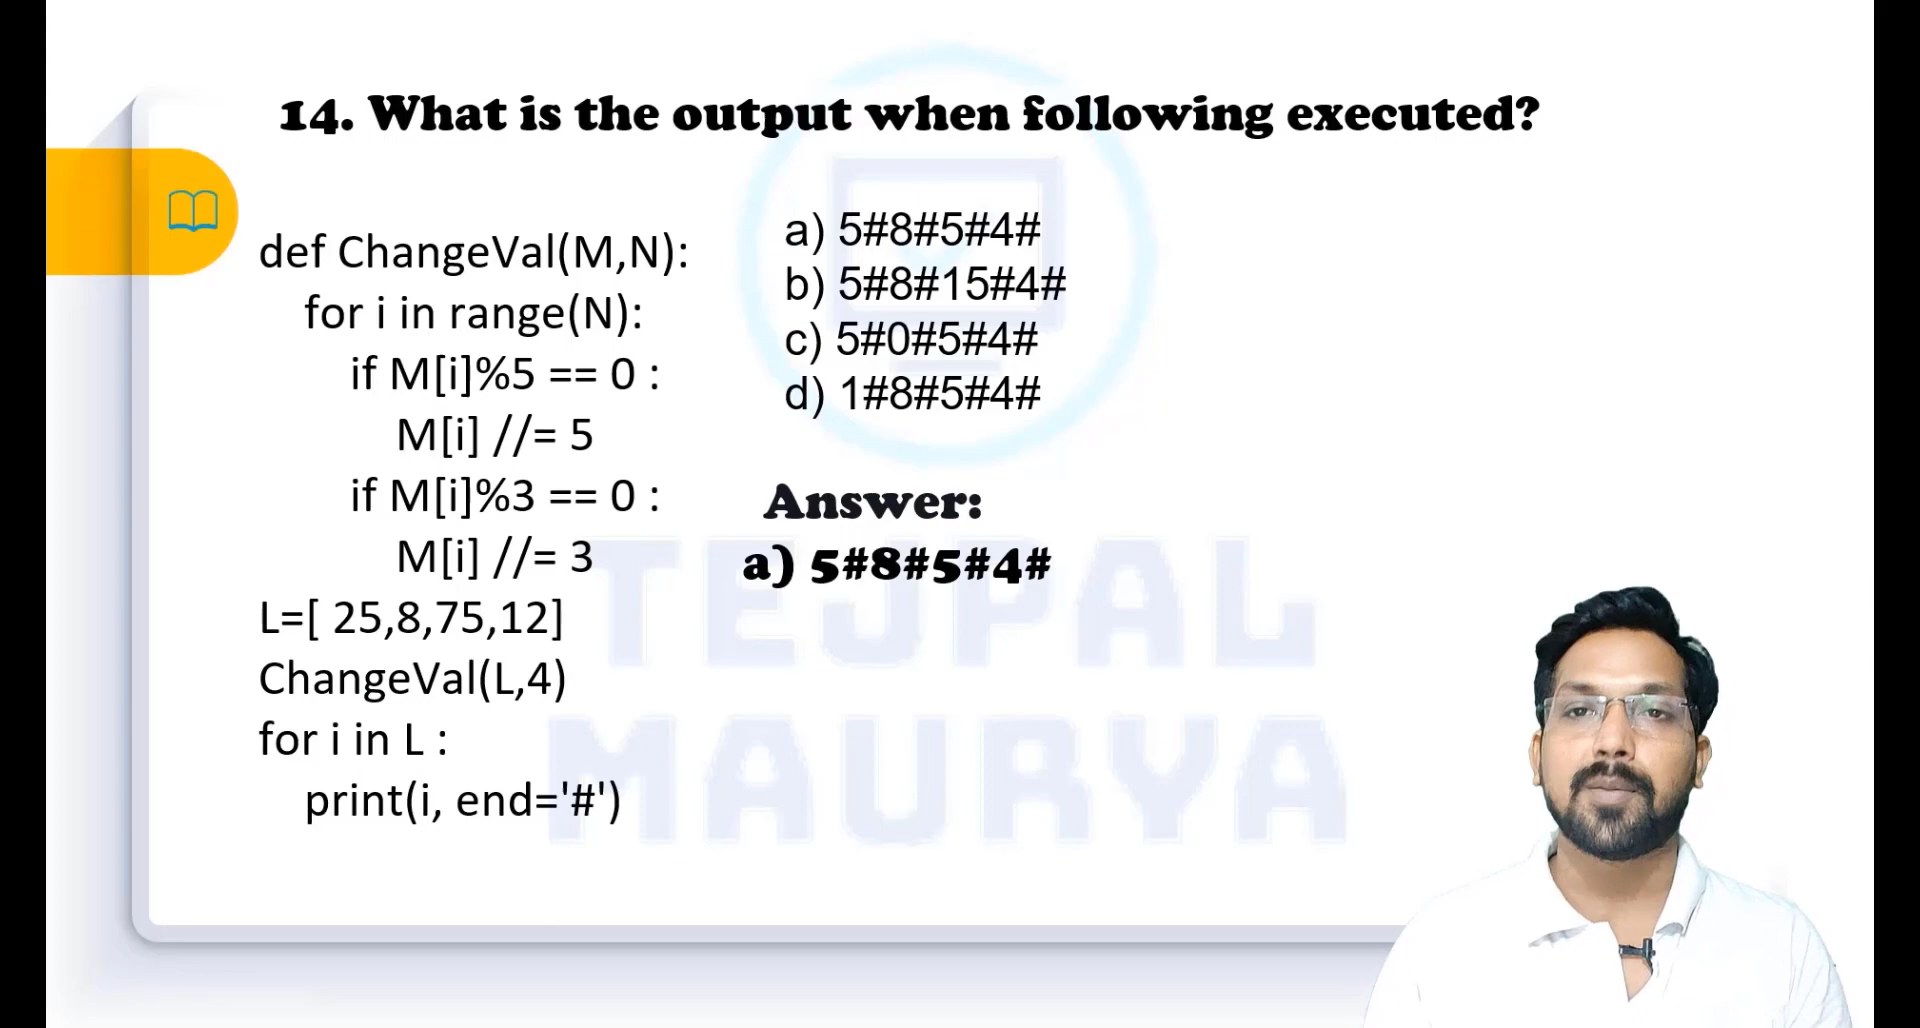 14. What is the output when following executed?
def ChangeVal(M,N):
for i in range(N):
if M[i]%5 == 0 :
M[i] //= 5
if M[i]%3 == 0 :
M[i] //= 3
L=[ 25,8,75,12]
ChangeVal(L,4)
for i in L :
print(i, end='#')
a) 5#8#5#4#
b) 5#8#15#4#
c) 5#0#5#4#
d) 1#8#5#4#
Answer:
a) 5#8#5#4#
TEJPAL
MAURYA